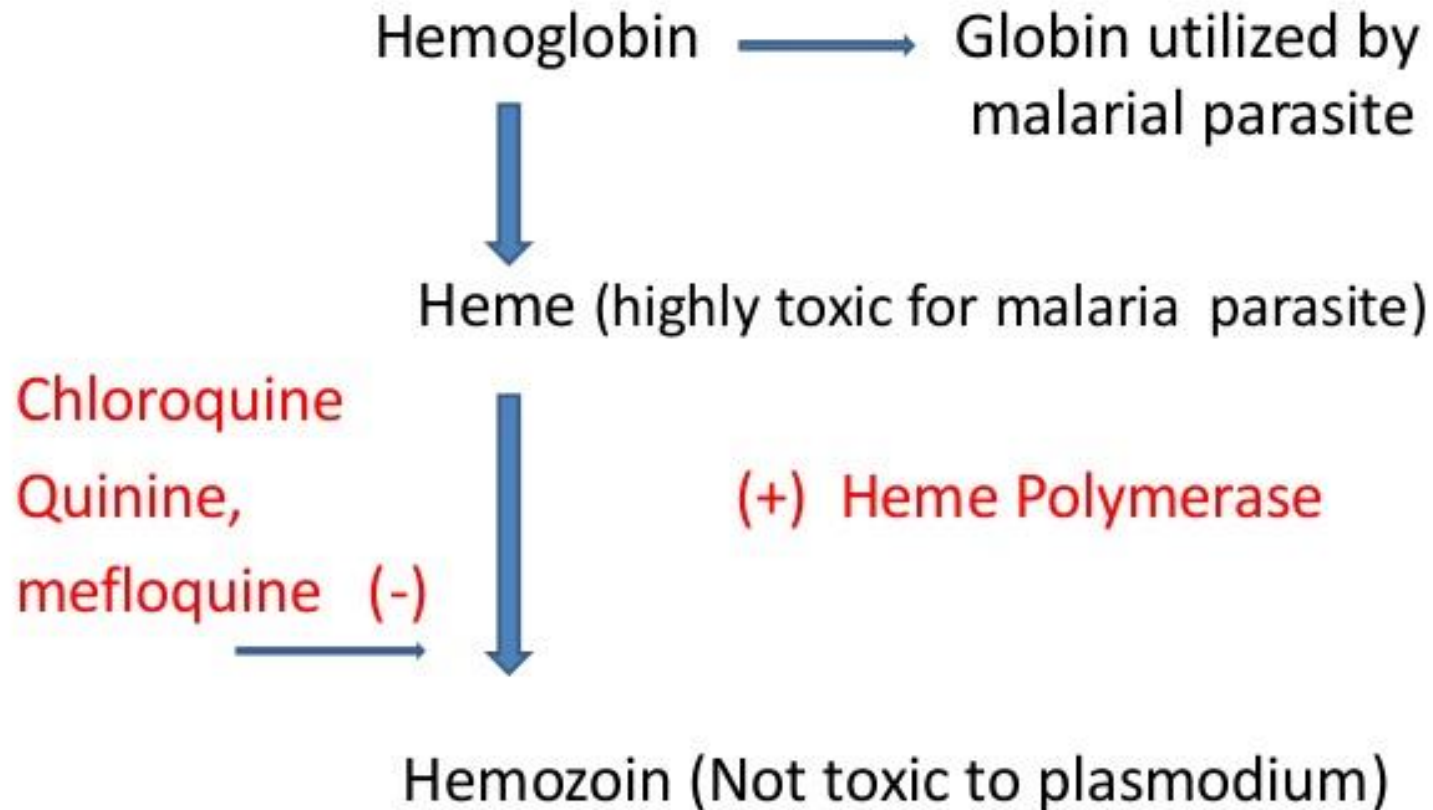 Hemoglobin
Globin utilized by
malarial parasite
Heme (highly toxic for malaria parasite)
Chloroquine
Quinine,
(+) Heme Polymerase
mefloquine (-)
Hemozoin (Not toxic to plasmodium)